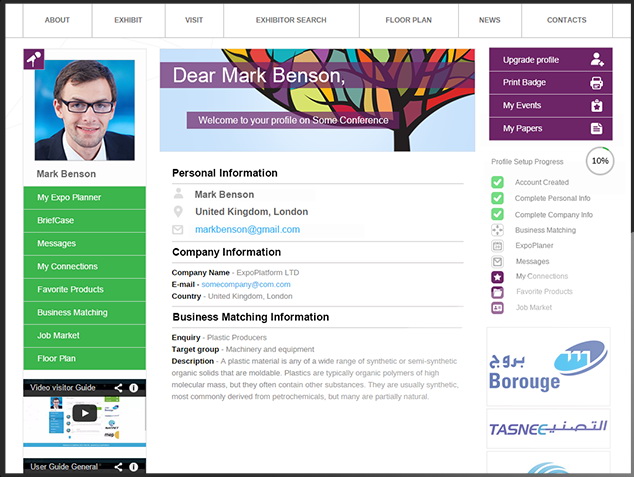 ABOUT
EXHIBIT
VISIT
EXHIBITOR SEARCH
FLOOR PLAN
NEWS
CONTACTS
Mark Benson
My Expo Planner
BriefCase
Messages
My Connections
Favorite Products
Business Matching
Job Market
Floor Plan
Video visitor Guide
User Guide General
Dear Mark Benson,
Welcome to your profile on Some Conference
Personal Information
Mark Benson
United Kingdom, London
markbenson@gmail.com
Company Information
Company Name - ExpoPlatform LTD
E-mail - somecompany@com.com
Country - United Kingdom, London
Business Matching Information
Enquiry - Plastic Producers
Target group - Machinery and equipment
Description - A plastic material is any of a wide range of synthetic or semi-synthetic
organic solids that are moldable. Plastics are typically organic polymers of high
molecular mass, but they often contain other substances. They are usually synthetic,
most commonly derived from petrochemicals, but many are partially natural.
Upgrade profile
Print Badge
My Events
My Papers
Profile Setup Progress
10%
Account Created
Complete Personal Info
Complete Company Info
Business Matching
ExpoPlaner
Messages
My Connections
Favorite Products
Job Market
بروج
Borouge
TASNEE التصنيع